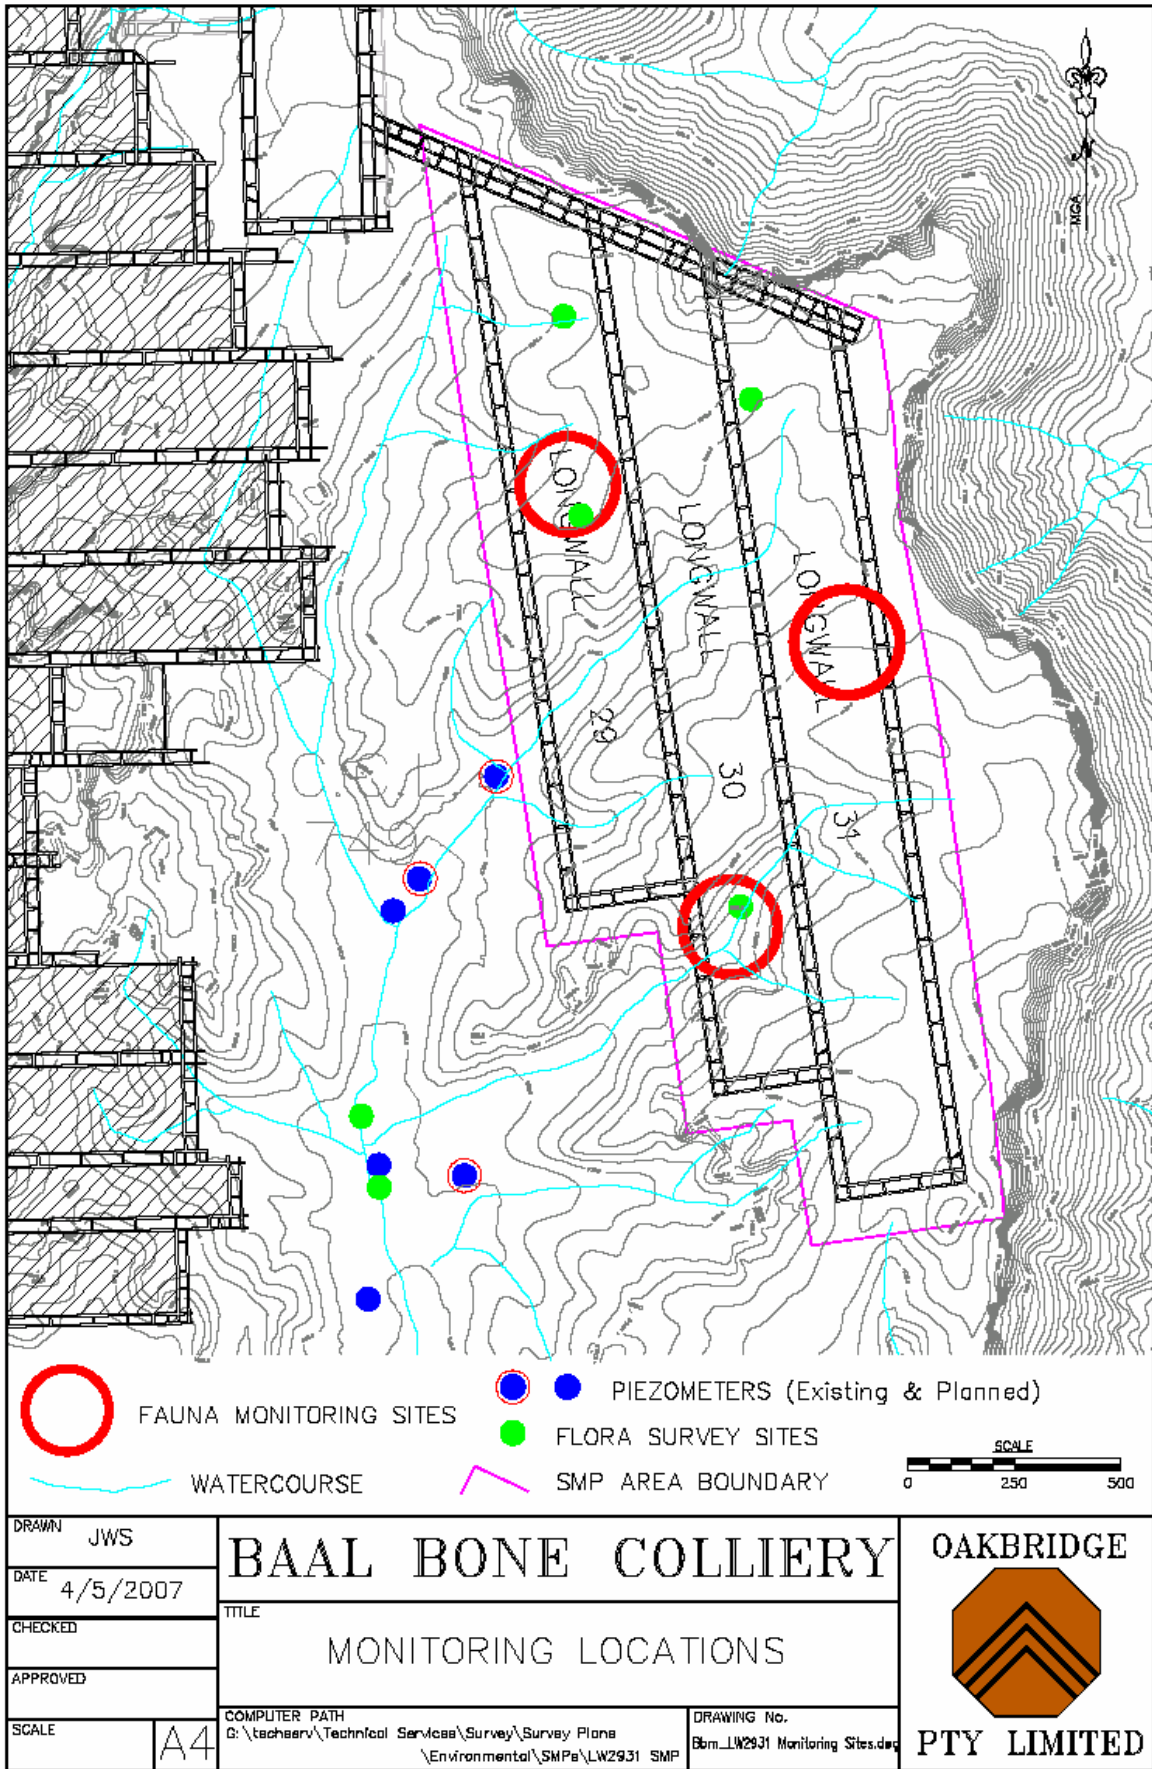 MGA
N
LONGWALL
29
LONGWALL
30
LONGWALL
31
749
FAUNA MONITORING SITES
PIEZOMETERS (Existing & Planned)
FLORA SURVEY SITES
WATERCOURSE
SMP AREA BOUNDARY
SCALE
0 250 500
DRAWN JWS
DATE 4/5/2007
CHECKED
APPROVED
SCALE A4
BAAL BONE COLLIERY
TITLE
MONITORING LOCATIONS
COMPUTER PATH
G:\techserv\Technical Services\Survey\Survey Plans
\Environmental\SMPs\LW2931 SMP
DRAWING No.
Bbm_LW2931 Monitoring Sites.dwg
OAKBRIDGE
PTY LIMITED